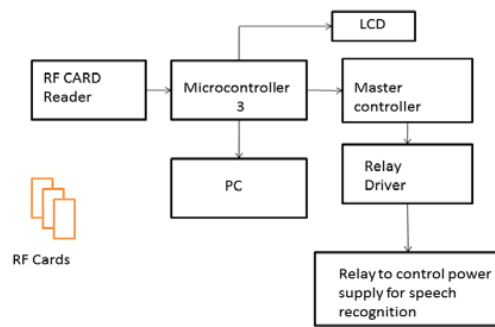 LCD
RF CARD
Reader
Microcontroller
3
Master
controller
PC
Relay
Driver
RF Cards
Relay to control power
supply for speech
recognition